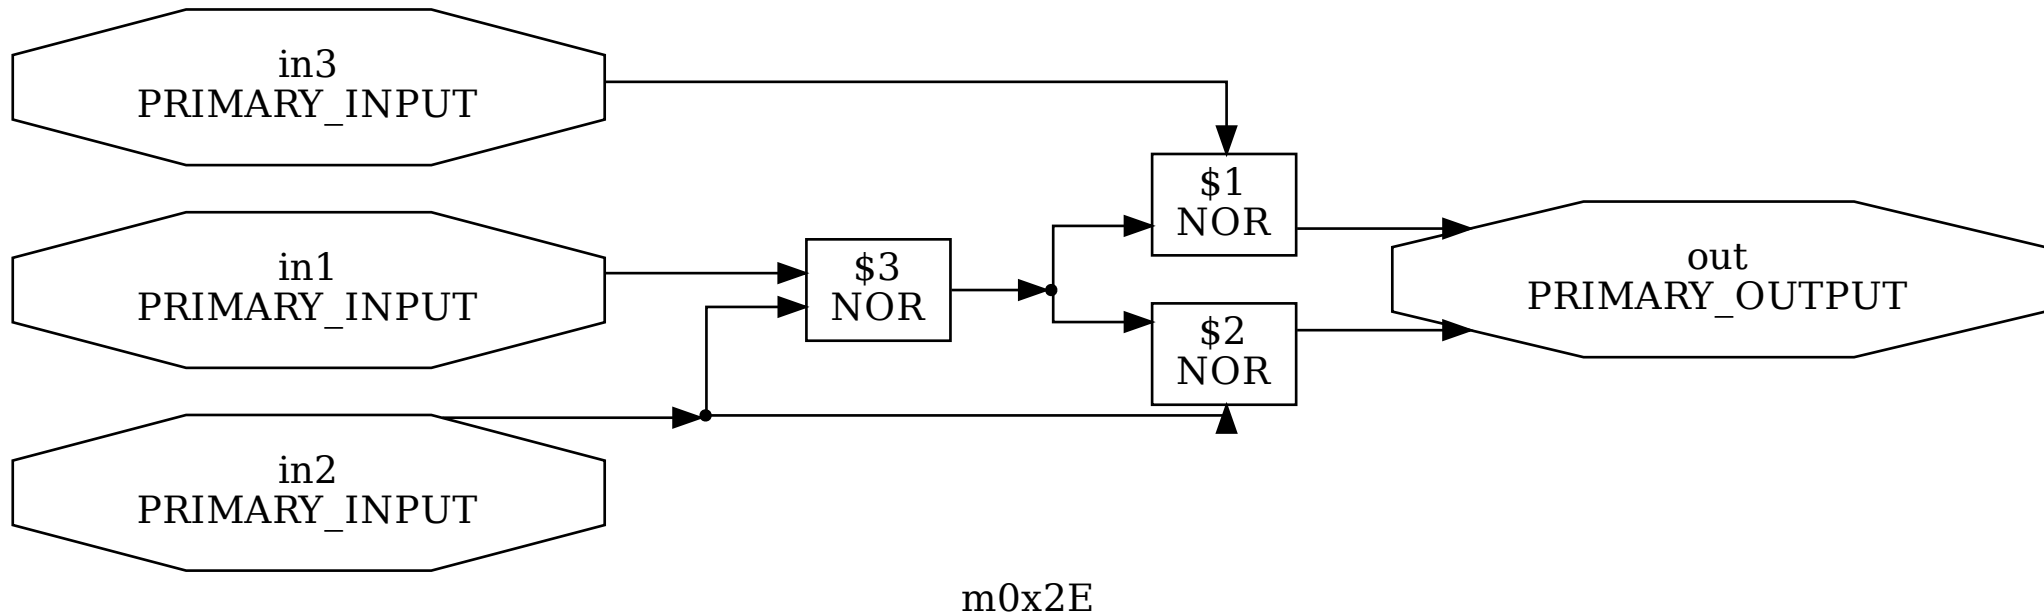 in3
PRIMARY_INPUT
in1
PRIMARY_INPUT
in2
PRIMARY_INPUT
$3
NOR
$1
NOR
$2
NOR
out
PRIMARY_OUTPUT
m0x2E